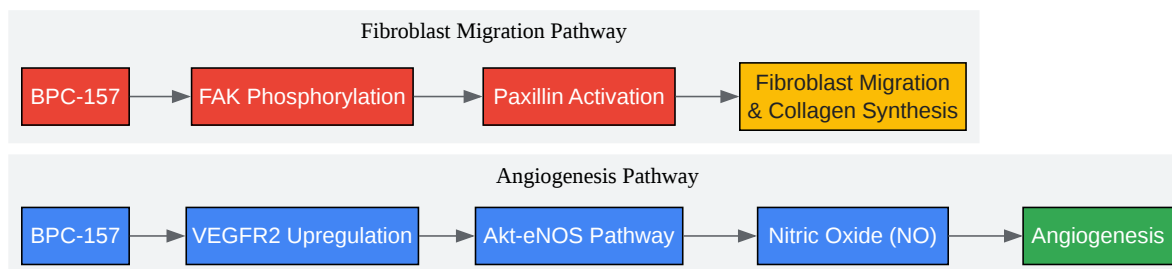 Fibroblast Migration Pathway
BPC-157
FAK Phosphorylation
Paxillin Activation
Fibroblast Migration
& Collagen Synthesis
Angiogenesis Pathway
BPC-157
VEGFR2 Upregulation
Akt-eNOS Pathway
Nitric Oxide (NO)
Angiogenesis